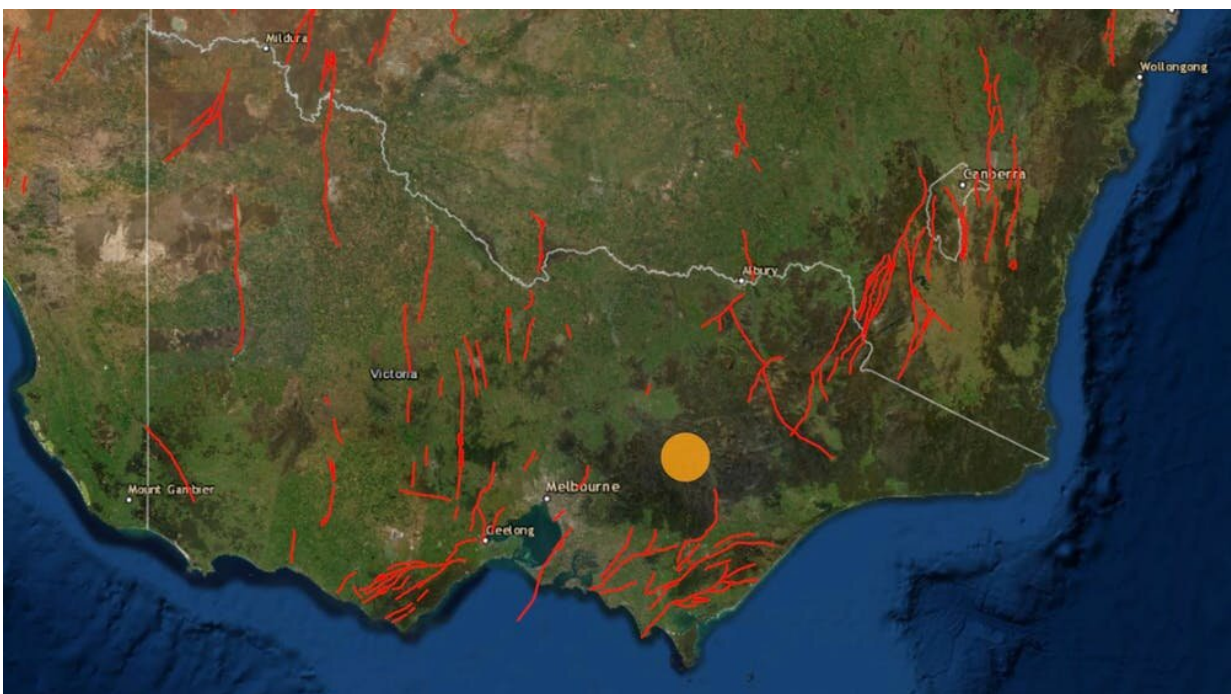 Mildura
Wollongong
Canberra
Albury
Victoria
Mount Gambier
Melbourne
Geelong